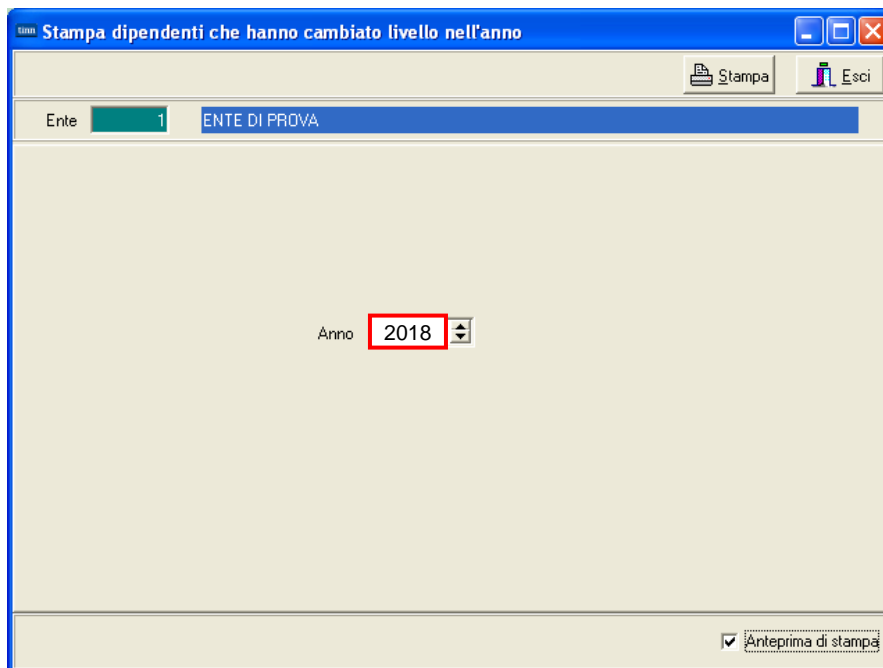 tinn Stampa dipendenti che hanno cambiato livello nell'anno
Stampa Esci
Ente 1 ENTE DI PROVA
Anno 2018
Anteprima di stampa